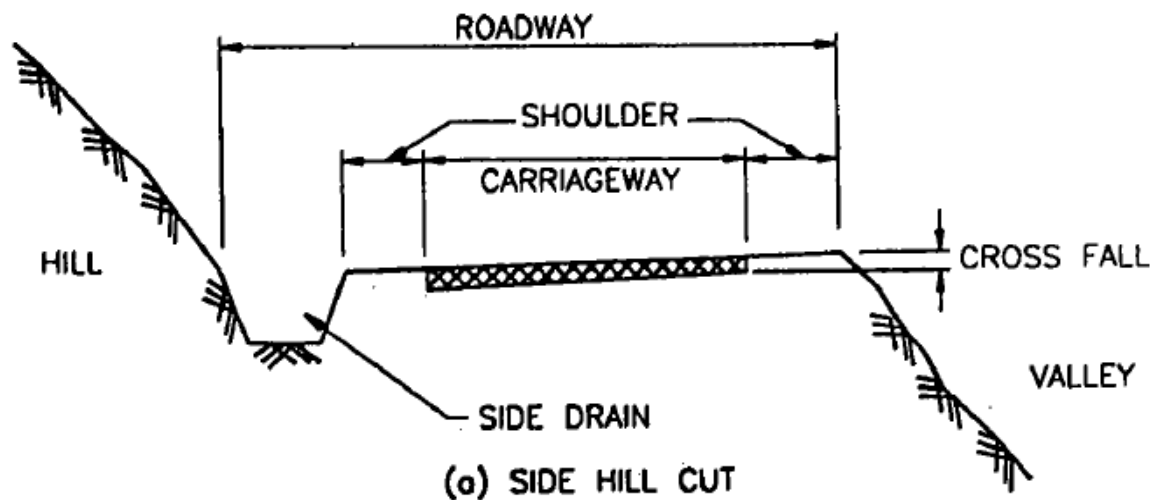 ROADWAY
SHOULDER
CARRIAGEWAY
HILL
CROSS FALL
VALLEY
SIDE DRAIN
(a) SIDE HILL CUT